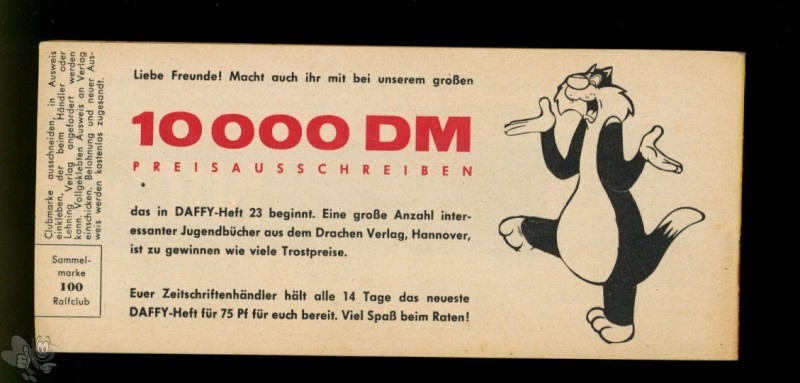 Clubmarke ausschneiden, in Ausweis
einkleben, der beim Händler oder
Lehning Verlag angefordert werden
kann. Vollgeklebten Ausweis an Verlag
einschicken. Belohnung und neuer Aus-
weis werden kostenlos zugesandt.
Sammel-
marke
100
Ralfclub
Liebe Freunde! Macht auch ihr mit bei unserem großen
10 000 DM
PREISAUSSCHREIBEN
das in DAFFY-Heft 23 beginnt. Eine große Anzahl inter-
essanter Jugendbücher aus dem Drachen Verlag, Hannover,
ist zu gewinnen wie viele Trostpreise.
Euer Zeitschriftenhändler hält alle 14 Tage das neueste
DAFFY-Heft für 75 Pf für euch bereit. Viel Spaß beim Raten!